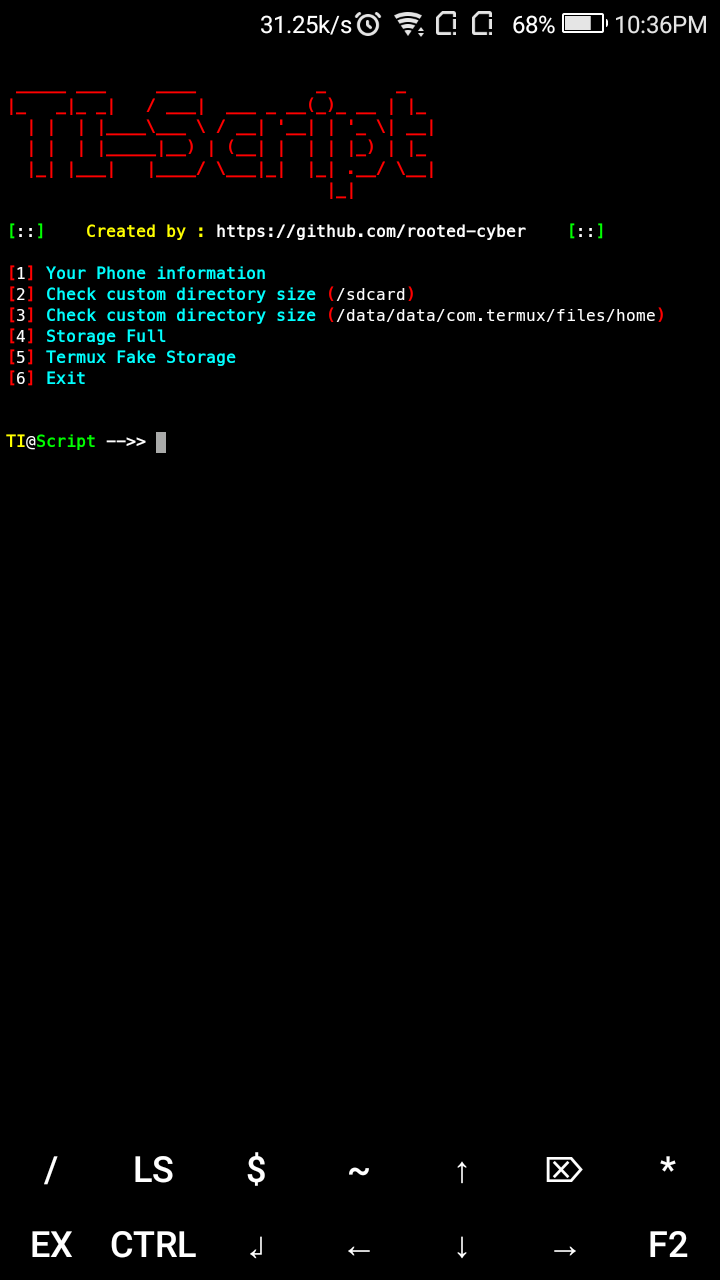 31.25k/s 68% 10:36PM
TI-Script
[::] Created by : https://github.com/rooted-cyber [::]
[1] Your Phone information
[2] Check custom directory size (/sdcard)
[3] Check custom directory size (/data/data/com.termux/files/home)
[4] Storage Full
[5] Termux Fake Storage
[6] Exit
TI@Script -->>
/ LS $ ~ ↑ ⌦ *
EX CTRL ↲ ← ↓ → F2